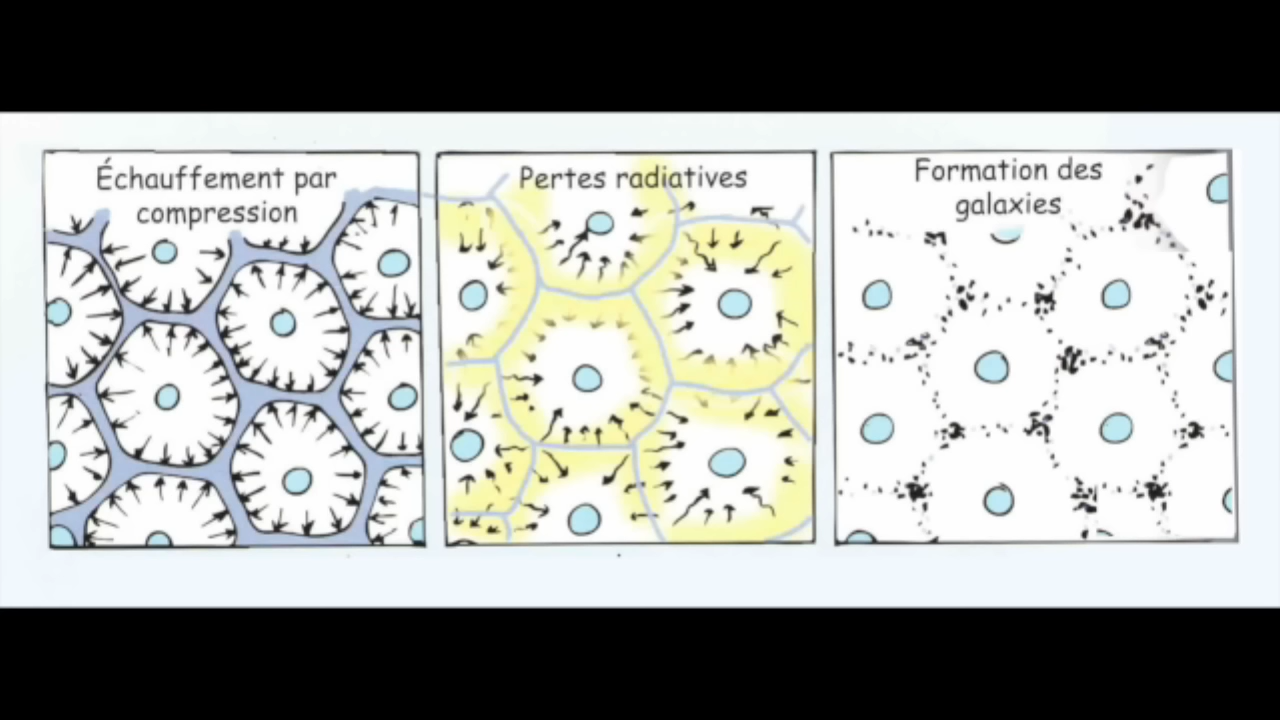 Échauffement par
compression
Pertes radiatives
Formation des
galaxies